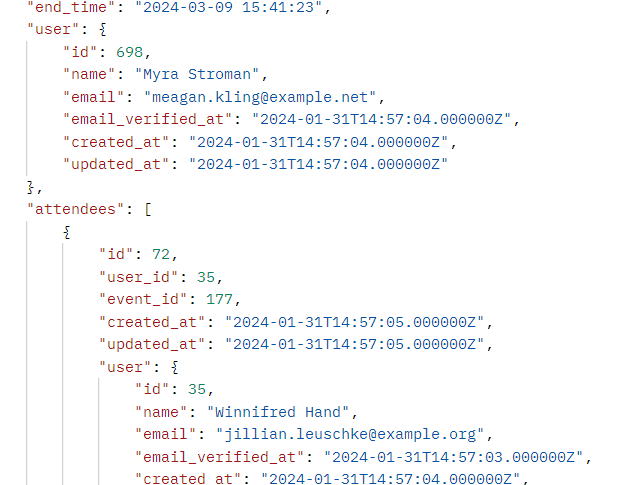 "end_time": "2024-03-09 15:41:23",
"user": {
"id": 698,
"name": "Myra Stroman",
"email": "meagan.kling@example.net",
"email_verified_at": "2024-01-31T14:57:04.000000Z",
"created_at": "2024-01-31T14:57:04.000000Z",
"updated_at": "2024-01-31T14:57:04.000000Z"
},
"attendees": [
{
"id": 72,
"user_id": 35,
"event_id": 177,
"created_at": "2024-01-31T14:57:05.000000Z",
"updated_at": "2024-01-31T14:57:05.000000Z",
"user": {
"id": 35,
"name": "Winnifred Hand",
"email": "jillian.leuschke@example.org",
"email_verified_at": "2024-01-31T14:57:03.000000Z",
"created_at": "2024-01-31T14:57:04.000000Z",